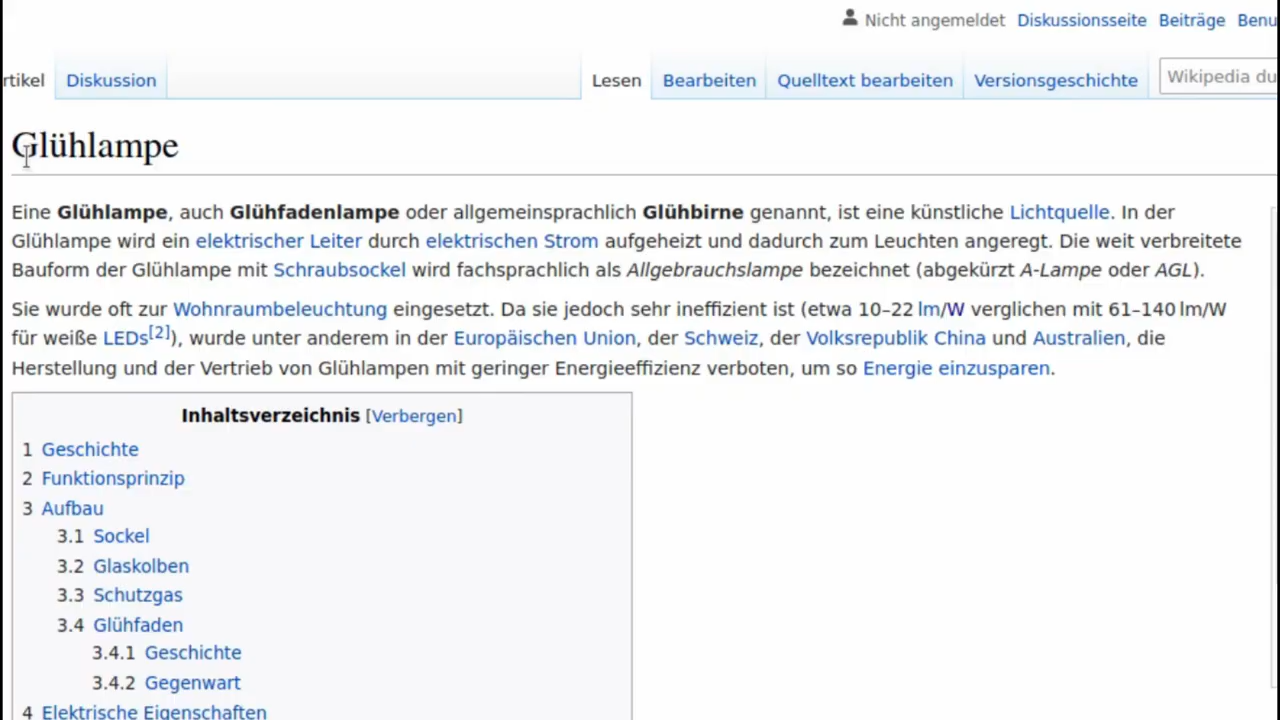 Nicht angemeldet Diskussionsseite Beiträge Benu
rtikel Diskussion Lesen Bearbeiten Quelltext bearbeiten Versionsgeschichte Wikipedia du
Glühlampe
Eine Glühlampe, auch Glühfadenlampe oder allgemeinsprachlich Glühbirne genannt, ist eine künstliche Lichtquelle. In der
Glühlampe wird ein elektrischer Leiter durch elektrischen Strom aufgeheizt und dadurch zum Leuchten angeregt. Die weit verbreitete
Bauform der Glühlampe mit Schraubsockel wird fachsprachlich als Allgebrauchslampe bezeichnet (abgekürzt A-Lampe oder AGL).
Sie wurde oft zur Wohnraumbeleuchtung eingesetzt. Da sie jedoch sehr ineffizient ist (etwa 10–22 lm/W verglichen mit 61–140 lm/W
für weiße LEDs[2]), wurde unter anderem in der Europäischen Union, der Schweiz, der Volksrepublik China und Australien, die
Herstellung und der Vertrieb von Glühlampen mit geringer Energieeffizienz verboten, um so Energie einzusparen.
Inhaltsverzeichnis [Verbergen]
1 Geschichte
2 Funktionsprinzip
3 Aufbau
3.1 Sockel
3.2 Glaskolben
3.3 Schutzgas
3.4 Glühfaden
3.4.1 Geschichte
3.4.2 Gegenwart
4 Elektrische Eigenschaften